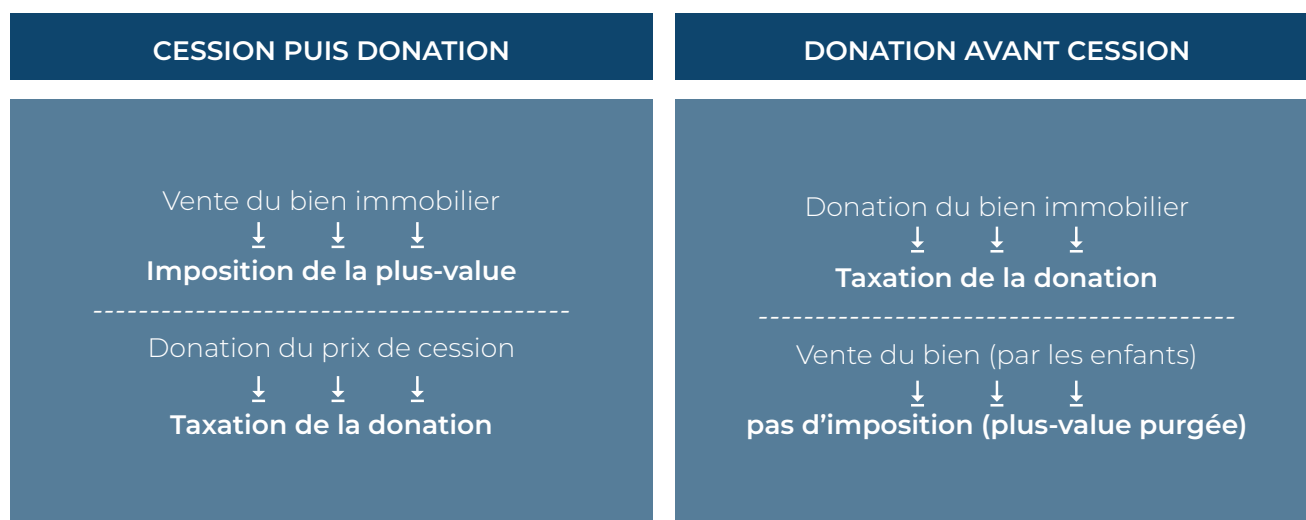 CESSION PUIS DONATION
Vente du bien immobilier
Imposition de la plus-value
Donation du prix de cession
Taxation de la donation
DONATION AVANT CESSION
Donation du bien immobilier
Taxation de la donation
Vente du bien (par les enfants)
pas d'imposition (plus-value purgée)